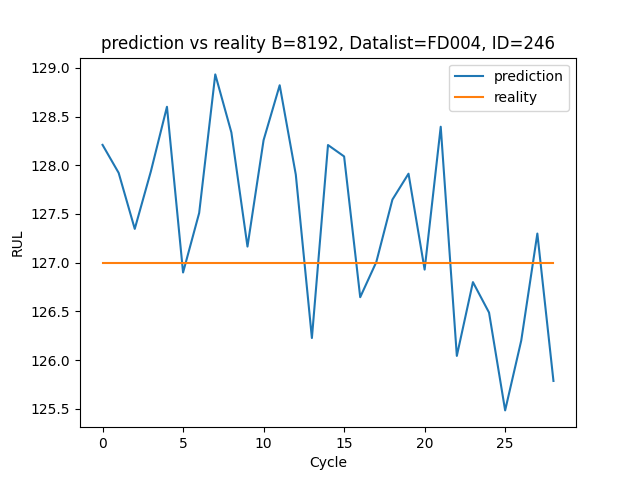 prediction vs reality B=8192, Datalist=FD004, ID=246
129.0
128.5
128.0
127.5
127.0
126.5
126.0
125.5
RUL
prediction
reality
0 5 10 15 20 25
Cycle